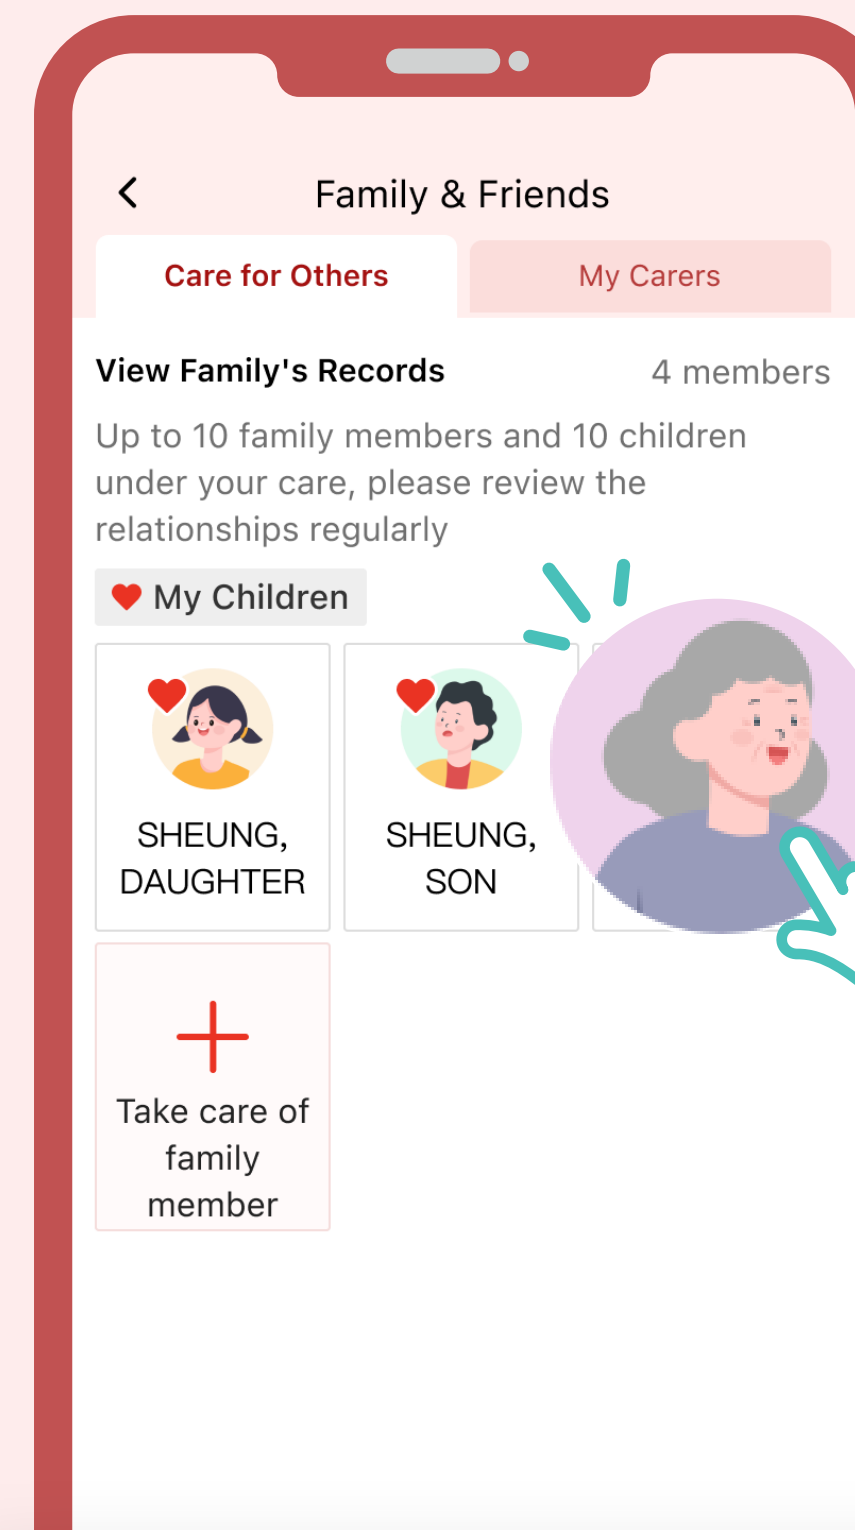 Family & Friends
Care for Others
My Carers
View Family's Records
4 members
Up to 10 family members and 10 children
under your care, please review the
relationships regularly
My Children
SHEUNG,
DAUGHTER
SHEUNG,
SON
Take care of
family
member